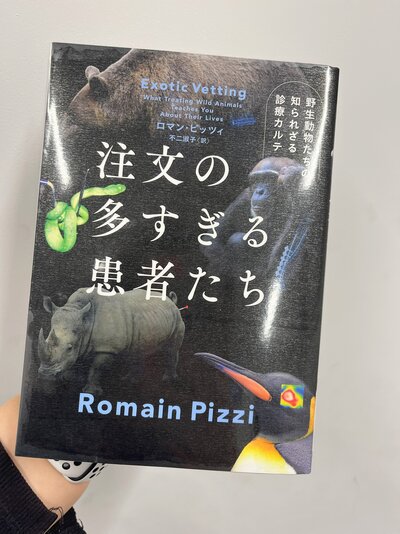 Exotic Vetting
What Treating Wild Animals
Teaches You
About Their Lives
ロマン・ピッツィ
不二淑子〈訳〉
野生動物たちの
知られざる
診療カルテ
注文の
多すぎる
患者たち
Romain Pizzi